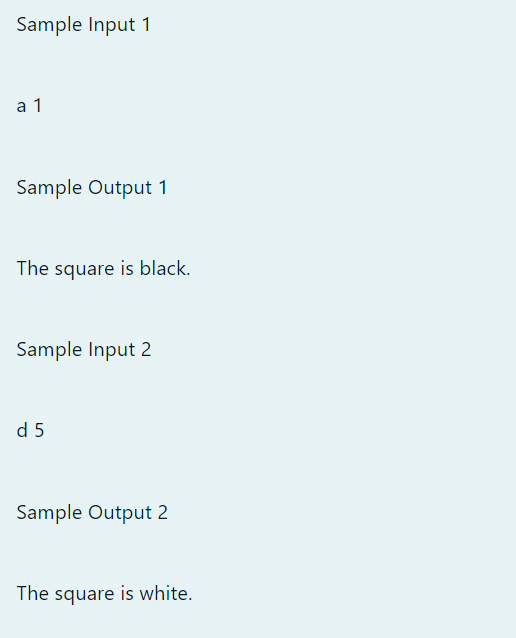 Sample Input 1
a 1
Sample Output 1
The square is black.
Sample Input 2
d 5
Sample Output 2
The square is white.